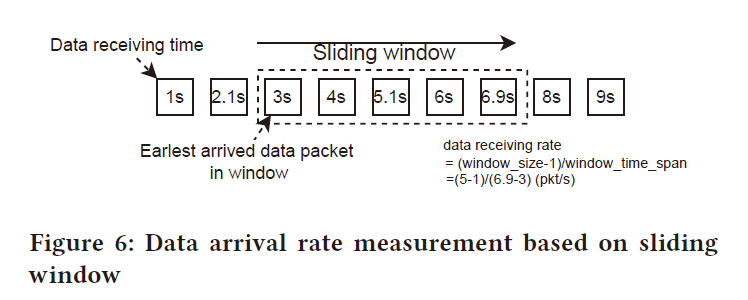 Data receiving time
Sliding window
1s 2.1s 3s 4s 5.1s 6s 6.9s 8s 9s
Earliest arrived data packet
in window
data receiving rate
= (window_size-1)/window_time_span
=(5-1)/(6.9-3) (pkt/s)
Figure 6: Data arrival rate measurement based on sliding
window